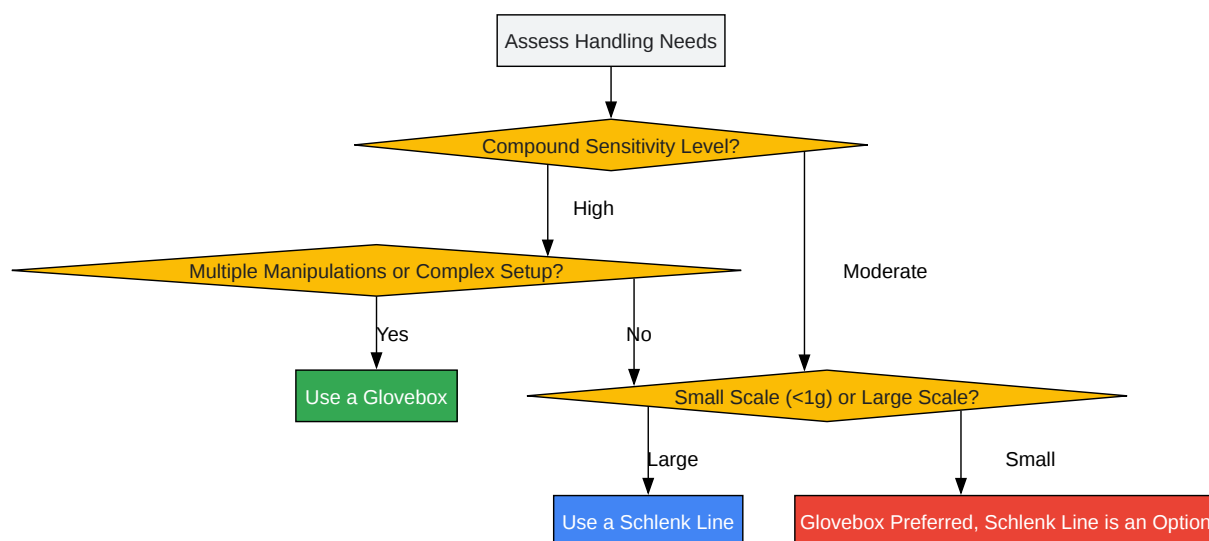 Assess Handling Needs
Compound Sensitivity Level?
High
Multiple Manipulations or Complex Setup?
Moderate
Yes
No
Use a Glovebox
Small Scale (<1g) or Large Scale?
Large
Small
Use a Schlenk Line
Glovebox Preferred, Schlenk Line is an Option